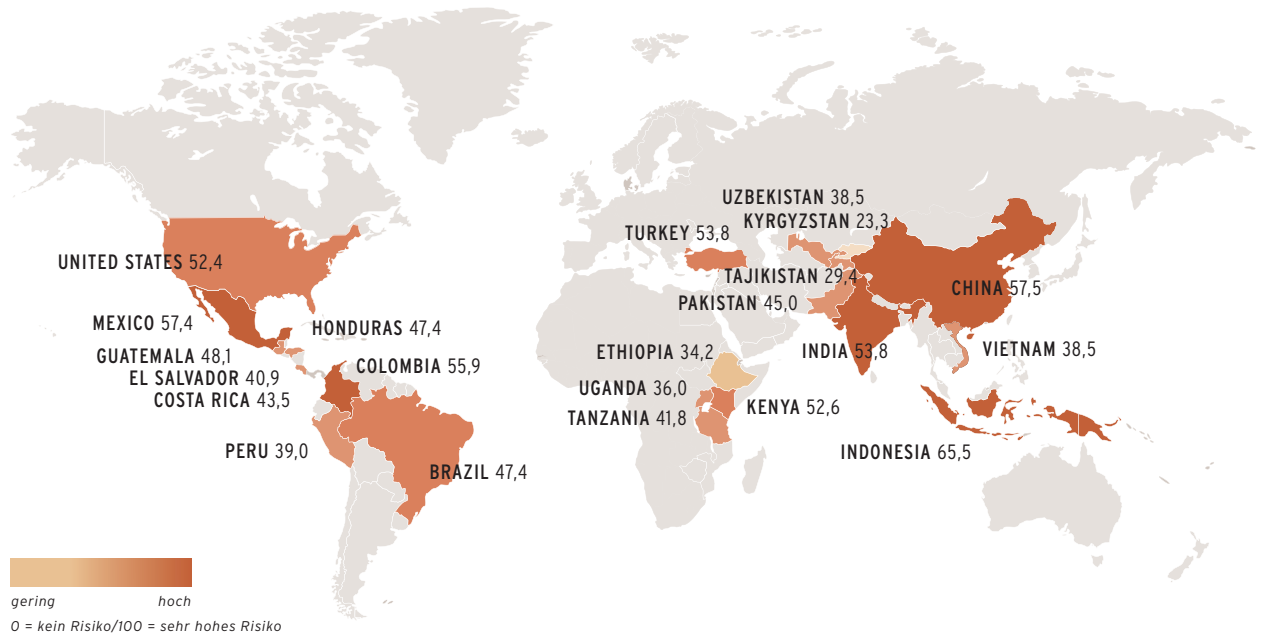 UZBEKISTAN 38,5
KYRGYZSTAN 23,3
TURKEY 53,8
UNITED STATES 52,4
TAJIKISTAN 29,4
CHINA 57,5
PAKISTAN 45,0
MEXICO 57,4
HONDURAS 47,4
GUATEMALA 48,1
COLOMBIA 55,9
ETHIOPIA 34,2
INDIA 53,8
VIETNAM 38,5
EL SALVADOR 40,9
UGANDA 36,0
COSTA RICA 43,5
KENYA 52,6
TANZANIA 41,8
PERU 39,0
INDONESIA 65,5
BRAZIL 47,4
gering hoch
0 = kein Risiko/100 = sehr hohes Risiko